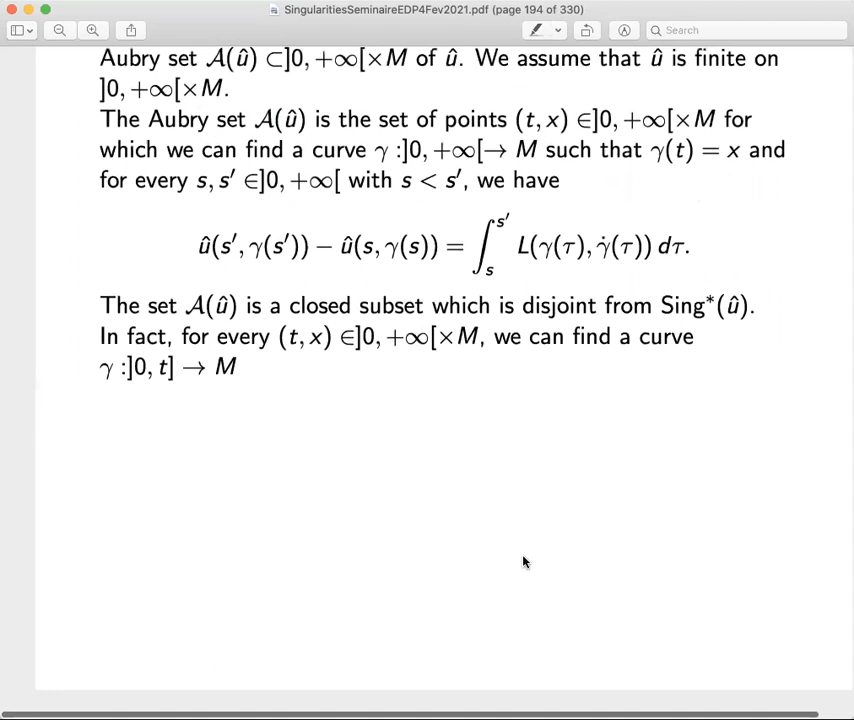 SingularitiesSeminaireEDP4Fev2021.pdf (page 194 of 330)
Search
Aubry set 𝒜(û) ⊂]0, +∞[×M of û. We assume that û is finite on
]0, +∞[×M.
The Aubry set 𝒜(û) is the set of points (t, x) ∈]0, +∞[×M for
which we can find a curve γ :]0, +∞[→ M such that γ(t) = x and
for every s, s′ ∈]0, +∞[ with s < s′, we have
û(s′, γ(s′)) − û(s, γ(s)) = ∫ₛ^{s′} L(γ(τ), γ̇(τ)) dτ.
The set 𝒜(û) is a closed subset which is disjoint from Sing*(û).
In fact, for every (t, x) ∈]0, +∞[×M, we can find a curve
γ :]0, t] → M